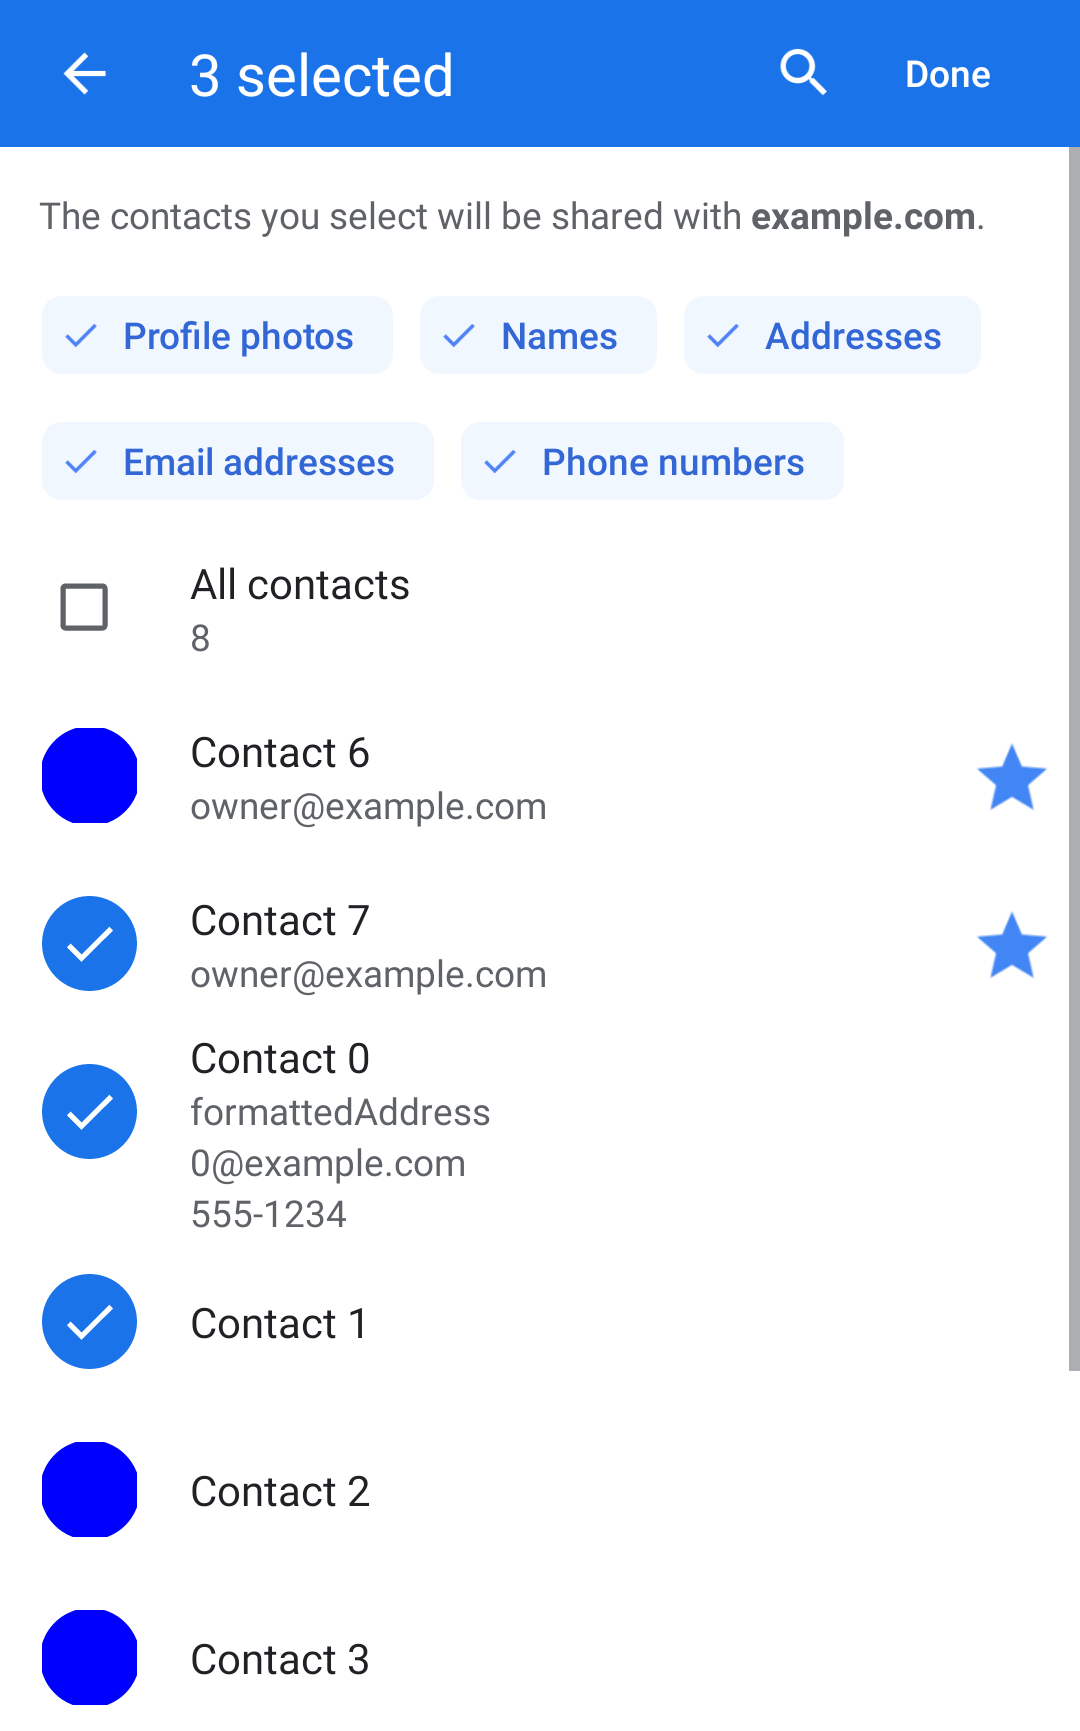 3 selected
Done
The contacts you select will be shared with example.com.
Profile photos Names Addresses
Email addresses Phone numbers
All contacts
8
Contact 6
owner@example.com
Contact 7
owner@example.com
Contact 0
formattedAddress
0@example.com
555-1234
Contact 1
Contact 2
Contact 3